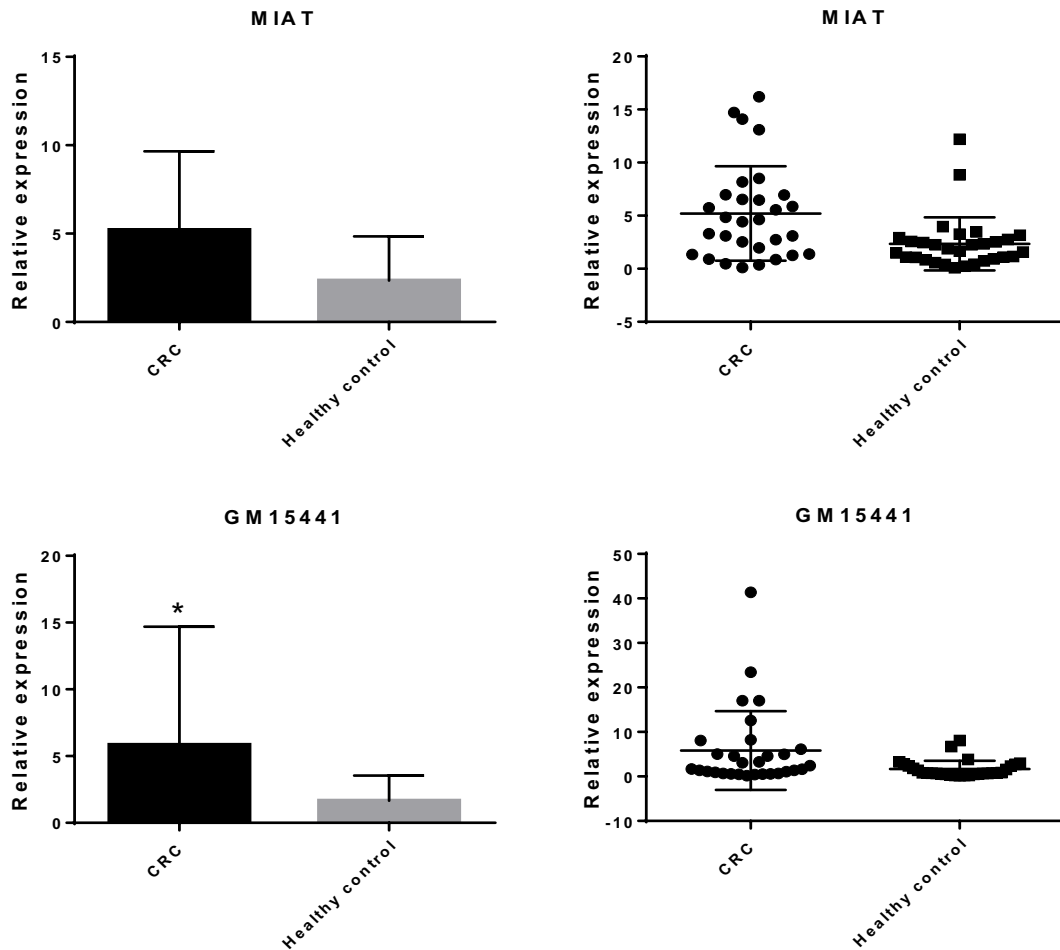 MIAT
Relative expression
15
10
5
0
CRC
Healthy control
MIAT
Relative expression
20
15
10
5
0
-5
CRC
Healthy control
GM15441
Relative expression
20
15
10
5
0
*
CRC
Healthy control
GM15441
Relative expression
50
40
30
20
10
0
-10
CRC
Healthy control